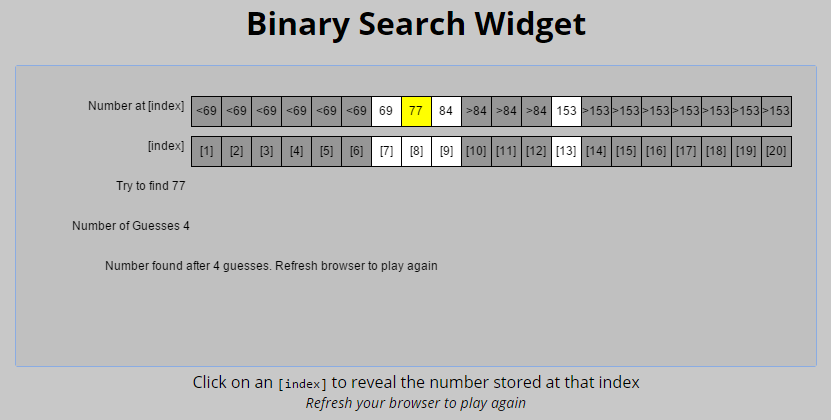 Binary Search Widget
Number at [index] <69 <69 <69 <69 <69 <69 69 77 84 >84 >84 >84 153 >153 >153 >153 >153 >153 >153 >153
[index] [1] [2] [3] [4] [5] [6] [7] [8] [9] [10] [11] [12] [13] [14] [15] [16] [17] [18] [19] [20]
Try to find 77
Number of Guesses 4
Number found after 4 guesses. Refresh browser to play again
Click on an [index] to reveal the number stored at that index
Refresh your browser to play again